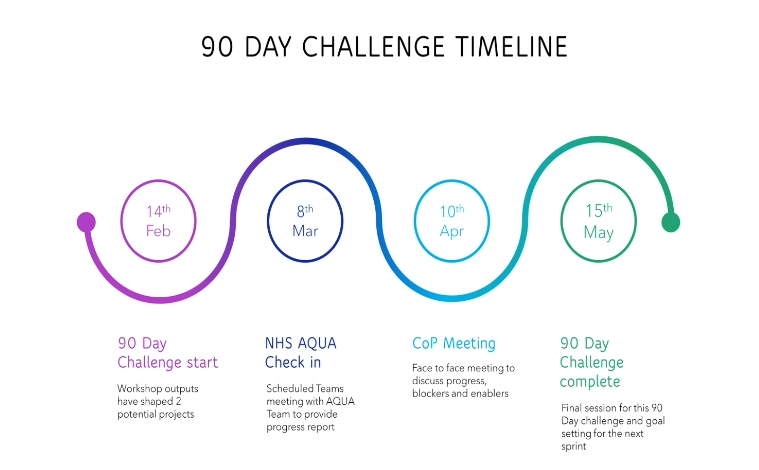 90 DAY CHALLENGE TIMELINE
14th
Feb
8th
Mar
10th
Apr
15th
May
90 Day
Challenge start
Workshop outputs
have shaped 2
potential projects
NHS AQUA
Check in
Scheduled Teams
meeting with AQUA
Team to provide
progress report
CoP Meeting
Face to face meeting to
discuss progress,
blockers and enablers
90 Day
Challenge
complete
Final session for this 90
Day challenge and goal
setting for the next
sprint